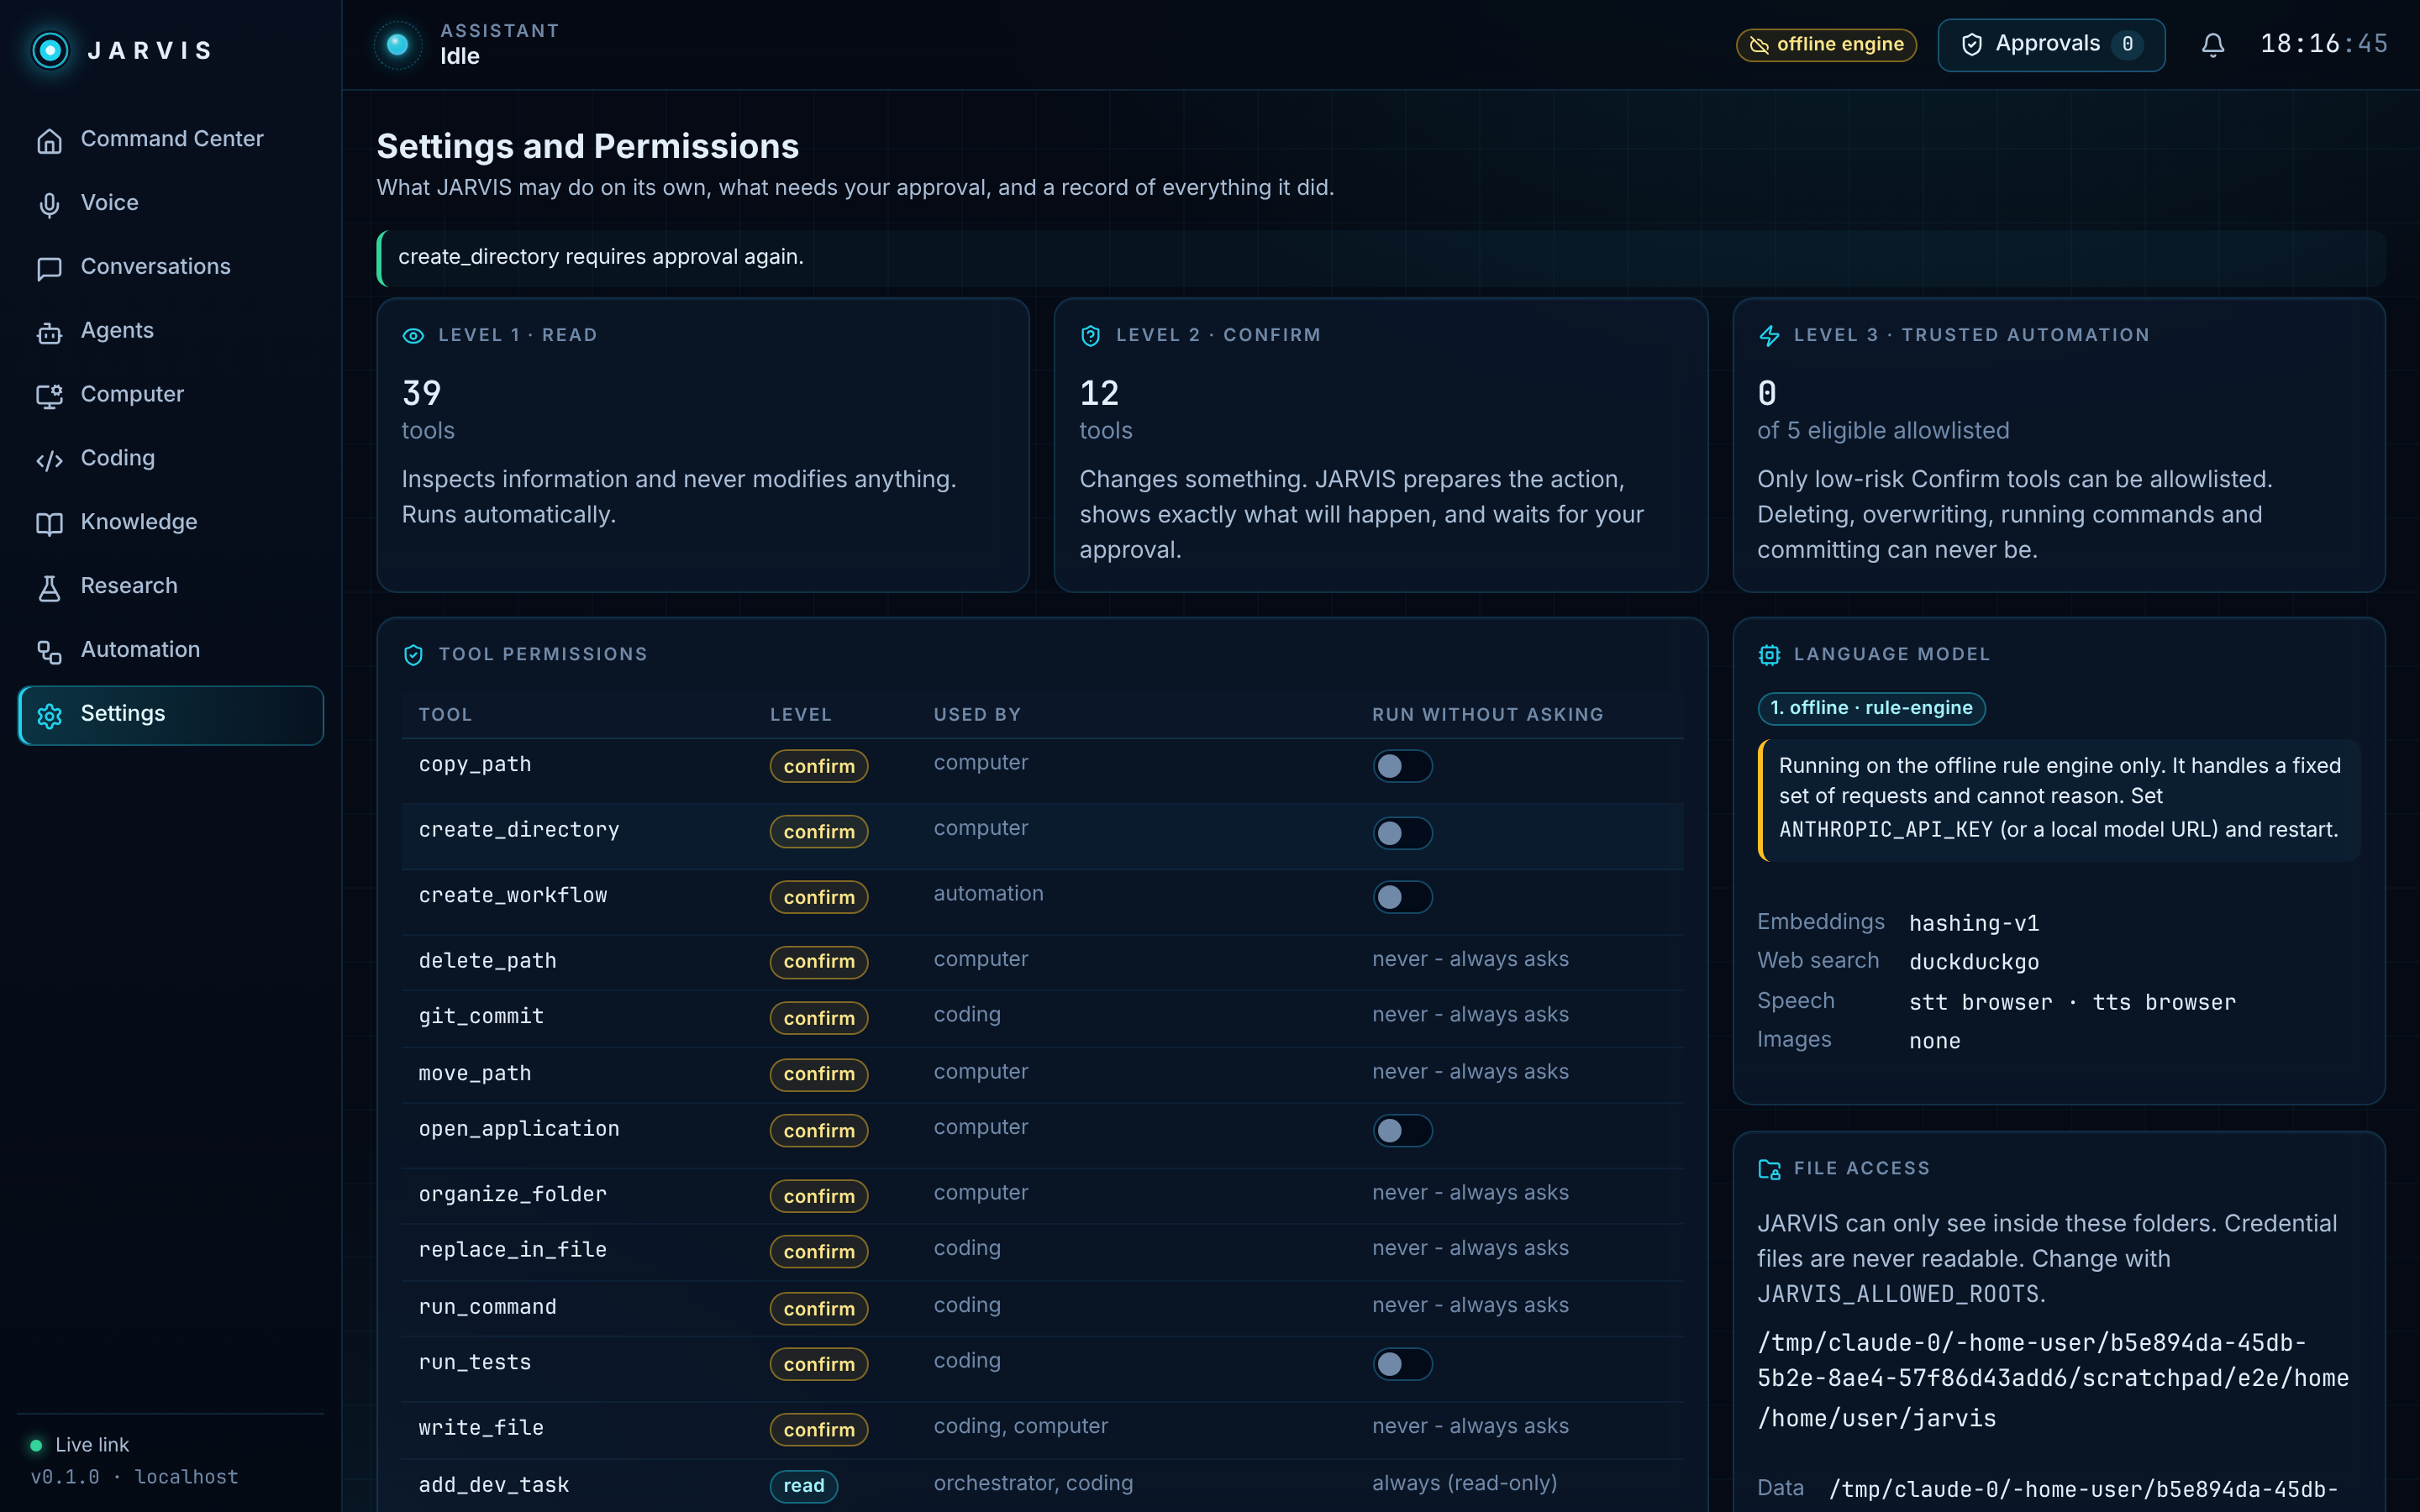 JARVIS
ASSISTANT
Idle
offline engine
Approvals 0
18:16:45
Command Center
Voice
Conversations
Agents
Computer
Coding
Knowledge
Research
Automation
Settings
Live link
v0.1.0 · localhost
Settings and Permissions
What JARVIS may do on its own, what needs your approval, and a record of everything it did.
create_directory requires approval again.
LEVEL 1 · READ
39
tools
Inspects information and never modifies anything.
Runs automatically.
LEVEL 2 · CONFIRM
12
tools
Changes something. JARVIS prepares the action,
shows exactly what will happen, and waits for your
approval.
LEVEL 3 · TRUSTED AUTOMATION
0
of 5 eligible allowlisted
Only low-risk Confirm tools can be allowlisted.
Deleting, overwriting, running commands and
committing can never be.
TOOL PERMISSIONS
TOOL LEVEL USED BY RUN WITHOUT ASKING
copy_path confirm computer
create_directory confirm computer
create_workflow confirm automation
delete_path confirm computer never - always asks
git_commit confirm coding never - always asks
move_path confirm computer never - always asks
open_application confirm computer
organize_folder confirm computer never - always asks
replace_in_file confirm coding never - always asks
run_command confirm coding never - always asks
run_tests confirm coding
write_file confirm coding, computer never - always asks
add_dev_task read orchestrator, coding always (read-only)
LANGUAGE MODEL
1. offline · rule-engine
Running on the offline rule engine only. It handles a fixed
set of requests and cannot reason. Set
ANTHROPIC_API_KEY (or a local model URL) and restart.
Embeddings hashing-v1
Web search duckduckgo
Speech stt browser · tts browser
Images none
FILE ACCESS
JARVIS can only see inside these folders. Credential
files are never readable. Change with
JARVIS_ALLOWED_ROOTS.
/tmp/claude-0/-home-user/b5e894da-45db-
5b2e-8ae4-57f86d43add6/scratchpad/e2e/home
/home/user/jarvis
Data /tmp/claude-0/-home-user/b5e894da-45db-